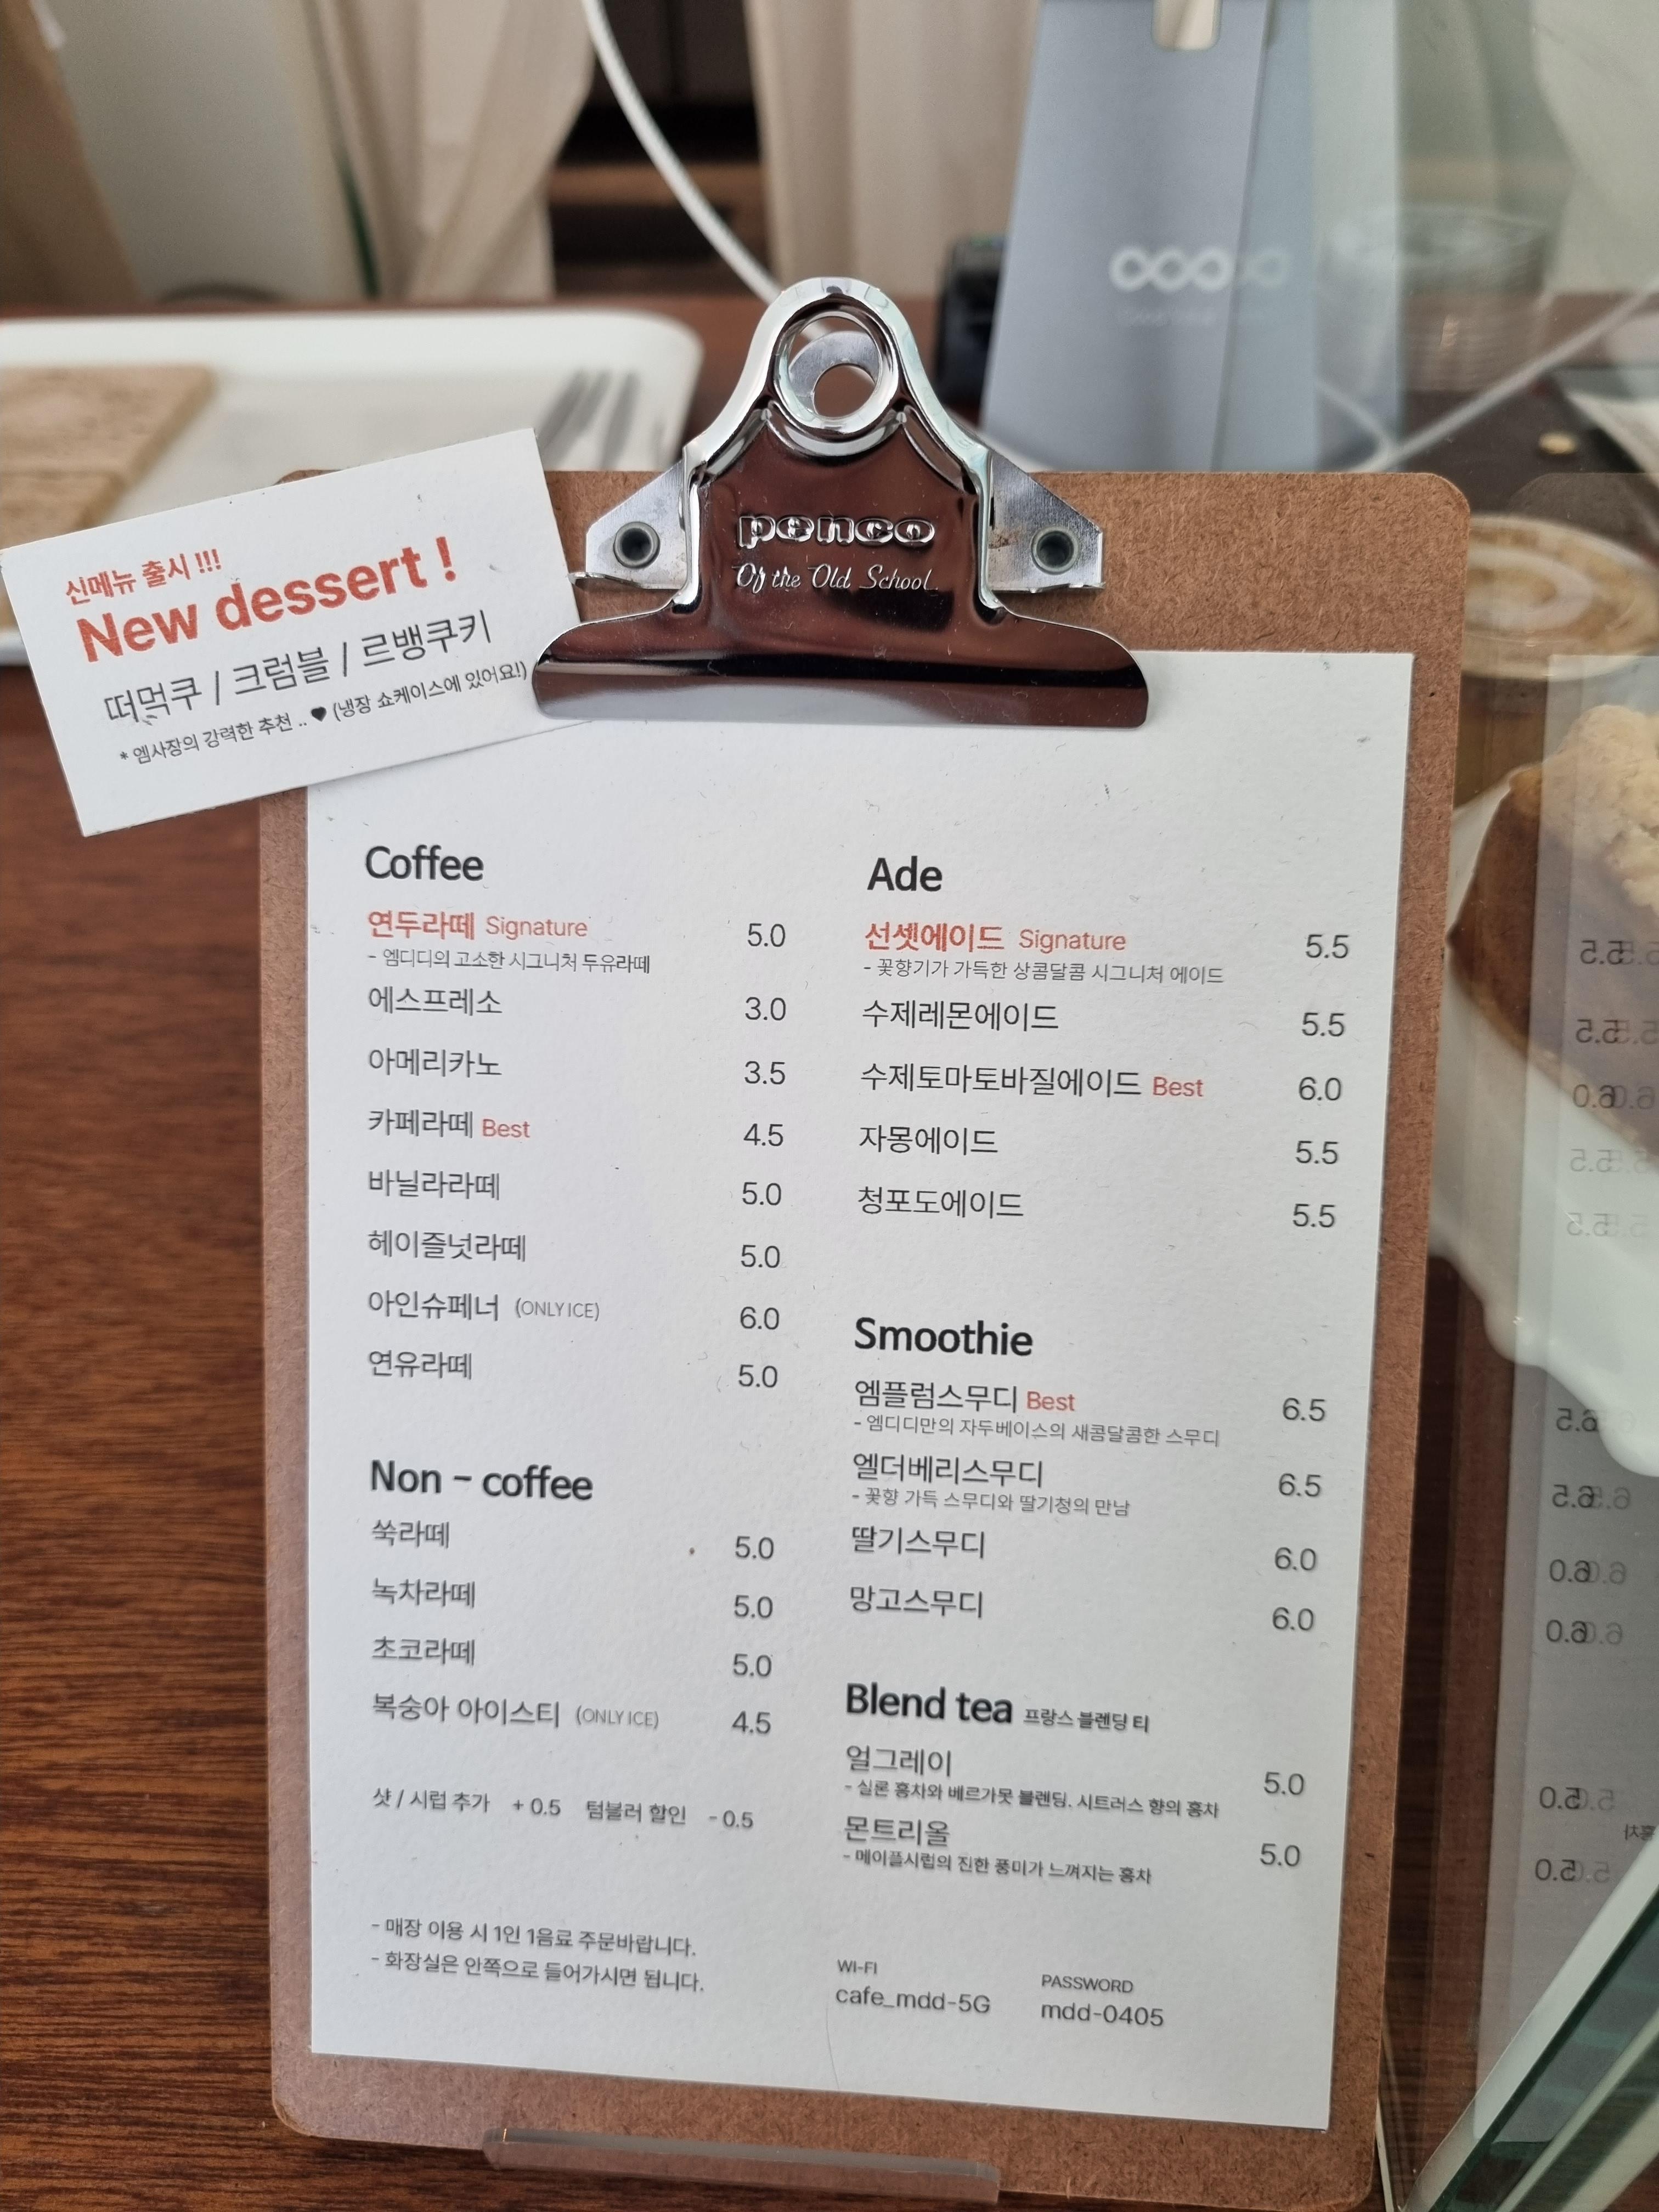 신메뉴 출시 !!!
New dessert !
떠먹쿠 / 크럼블 / 르뱅쿠키
* 엠사장의 강력한 추천 .. ♥ (냉장 쇼케이스에 있어요!)
penco
Of the Old School
Coffee
연두라떼 Signature 5.0
- 엠디디의 고소한 시그니처 두유라떼
에스프레소 3.0
아메리카노 3.5
카페라떼 Best 4.5
바닐라라떼 5.0
헤이즐넛라떼 5.0
아인슈페너 (ONLY ICE) 6.0
연유라떼 5.0
Non - coffee
쑥라떼 5.0
녹차라떼 5.0
초코라떼 5.0
복숭아 아이스티 (ONLY ICE) 4.5
샷 / 시럽 추가 + 0.5 텀블러 할인 - 0.5
- 매장 이용 시 1인 1음료 주문바랍니다.
- 화장실은 안쪽으로 들어가시면 됩니다.
Ade
선셋에이드 Signature 5.5
- 꽃향기가 가득한 상콤달콤 시그니처 에이드
수제레몬에이드 5.5
수제토마토바질에이드 Best 6.0
자몽에이드 5.5
청포도에이드 5.5
Smoothie
엠플럼스무디 Best 6.5
- 엠디디만의 자두베이스의 새콤달콤한 스무디
엘더베리스무디 6.5
- 꽃향 가득 스무디와 딸기청의 만남
딸기스무디 6.0
망고스무디 6.0
Blend tea 프랑스 블렌딩 티
얼그레이 5.0
- 실론 홍차와 베르가못 블렌딩. 시트러스 향의 홍차
몬트리올 5.0
- 메이플시럽의 진한 풍미가 느껴지는 홍차
WI-FI PASSWORD
cafe_mdd-5G mdd-0405